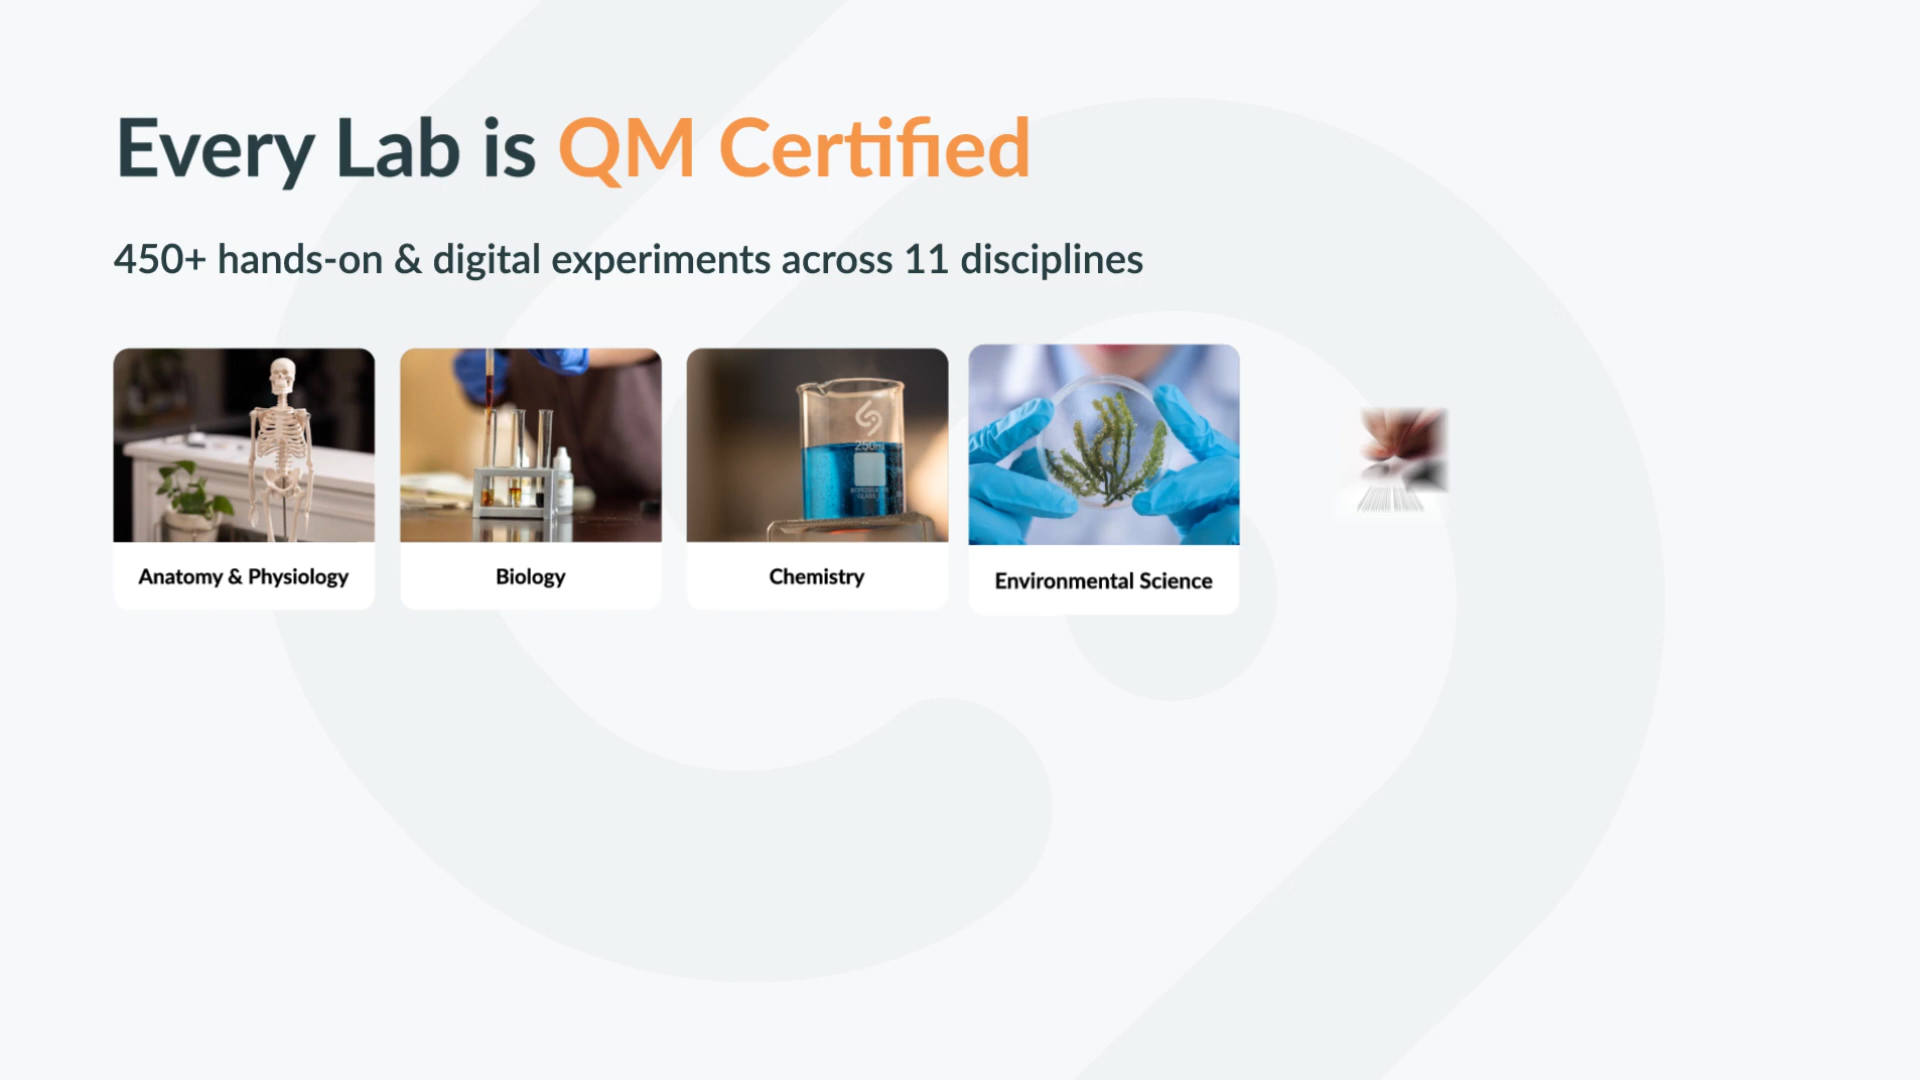 Every Lab is QM Certified
450+ hands-on & digital experiments across 11 disciplines
250
Anatomy & Physiology
Biology
Chemistry
Environmental Science